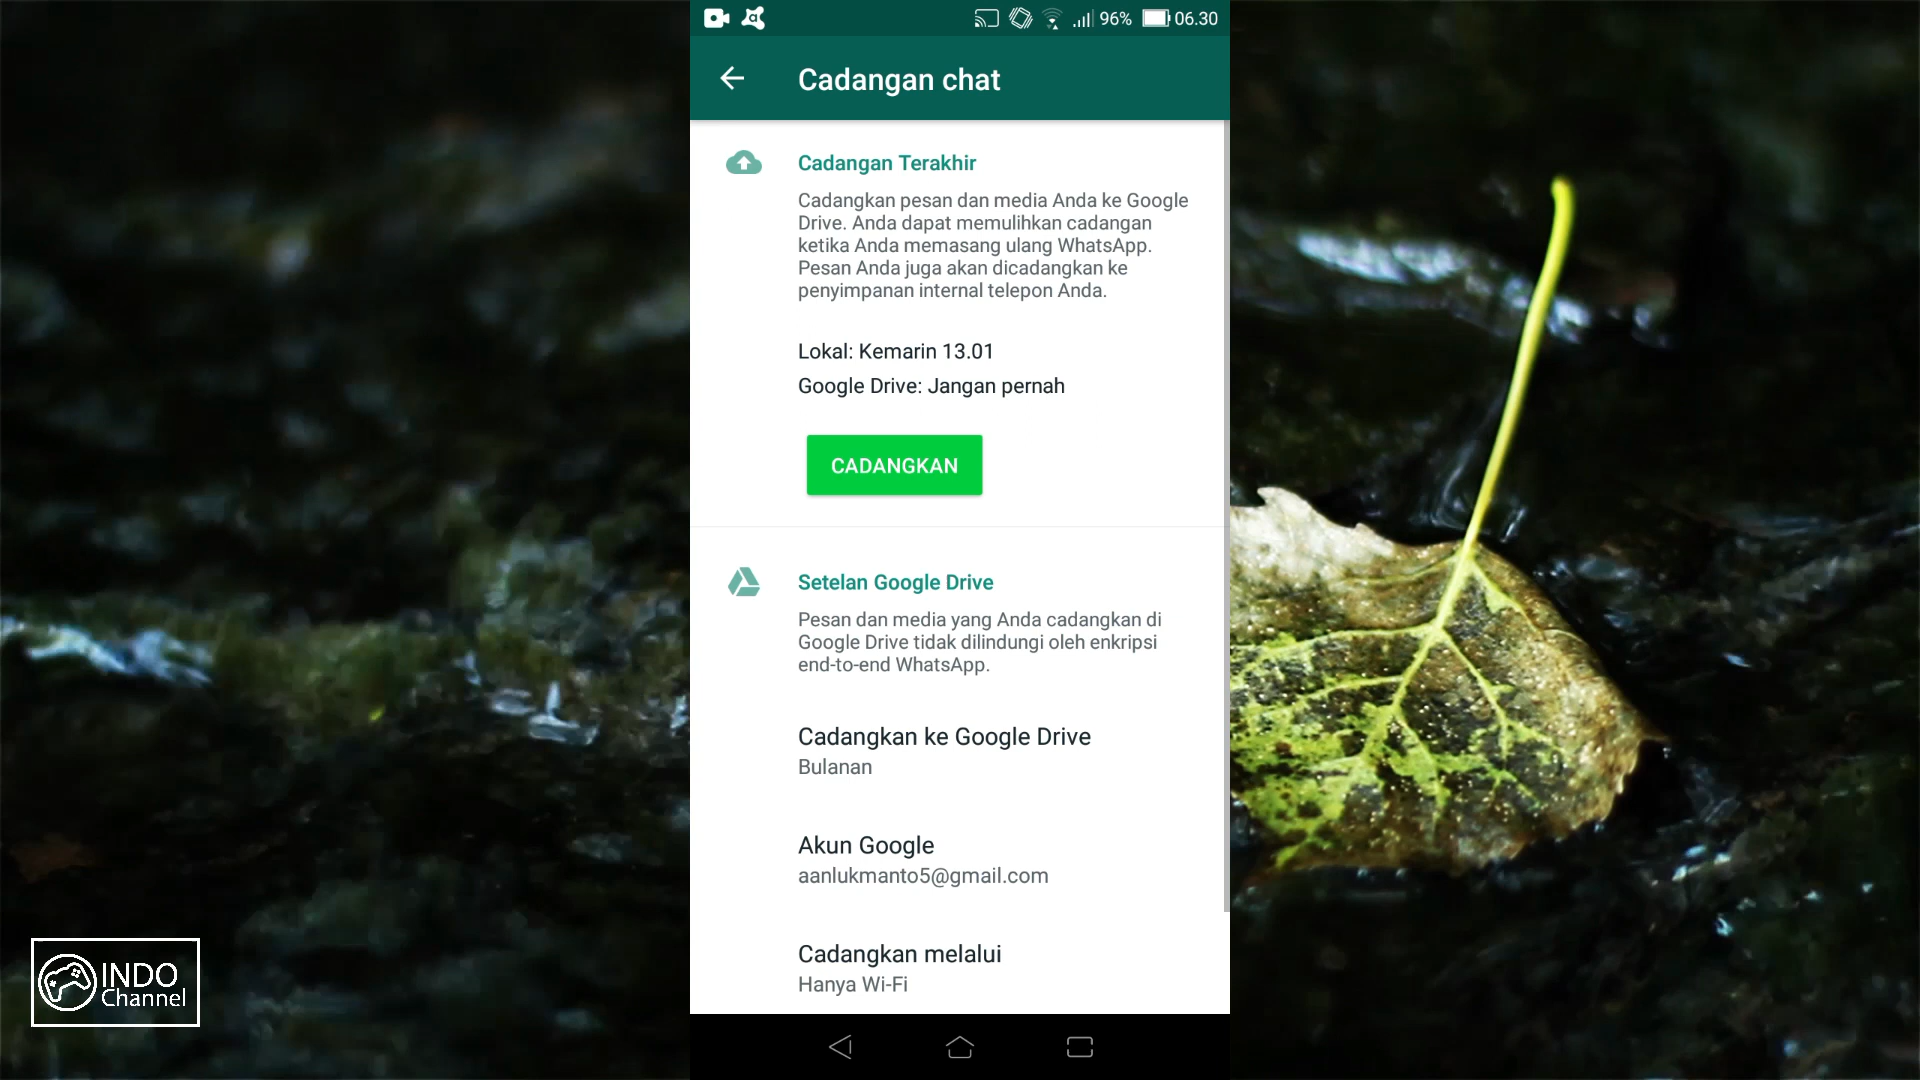 96% 06.30
Cadangan chat
Cadangan Terakhir
Cadangkan pesan dan media Anda ke Google
Drive. Anda dapat memulihkan cadangan
ketika Anda memasang ulang WhatsApp.
Pesan Anda juga akan dicadangkan ke
penyimpanan internal telepon Anda.
Lokal: Kemarin 13.01
Google Drive: Jangan pernah
CADANGKAN
Setelan Google Drive
Pesan dan media yang Anda cadangkan di
Google Drive tidak dilindungi oleh enkripsi
end-to-end WhatsApp.
Cadangkan ke Google Drive
Bulanan
Akun Google
aanlukmanto5@gmail.com
Cadangkan melalui
Hanya Wi-Fi
INDO
Channel